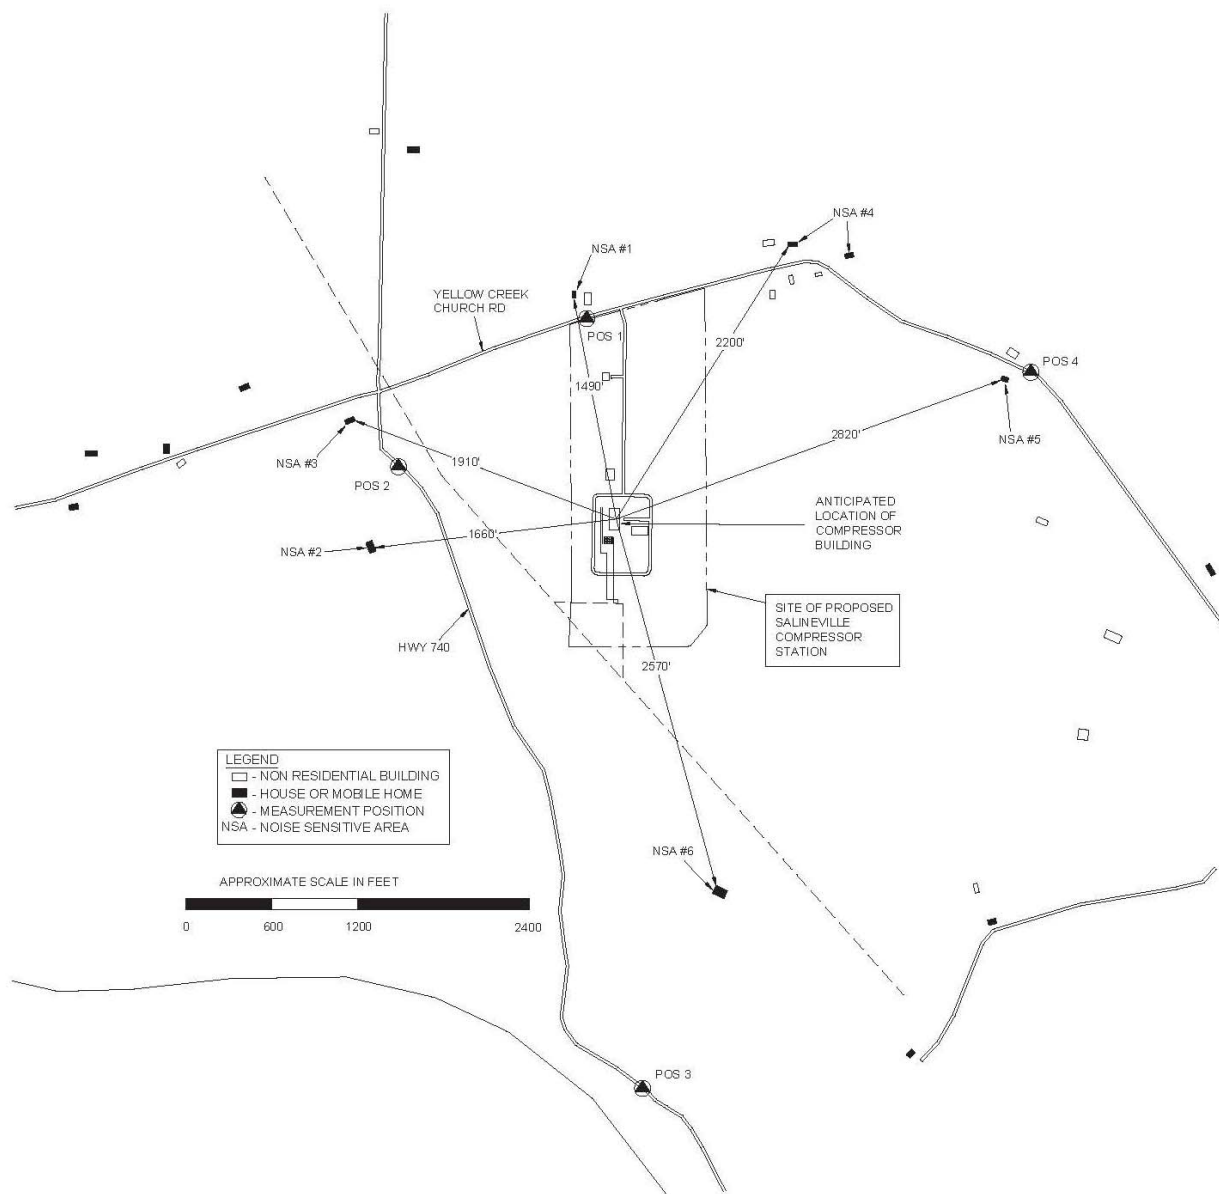 NSA #4
NSA #1
YELLOW CREEK
CHURCH RD
POS 1
2200'
POS 4
1490'
2820'
NSA #5
NSA #3
1910'
POS 2
ANTICIPATED
LOCATION OF
COMPRESSOR
BUILDING
1660'
NSA #2
SITE OF PROPOSED
SALINEVILLE
COMPRESSOR
STATION
HWY 740
2570'
LEGEND
- NON RESIDENTIAL BUILDING
- HOUSE OR MOBILE HOME
- MEASUREMENT POSITION
NSA - NOISE SENSITIVE AREA
NSA #6
APPROXIMATE SCALE IN FEET
0 600 1200 2400
POS 3